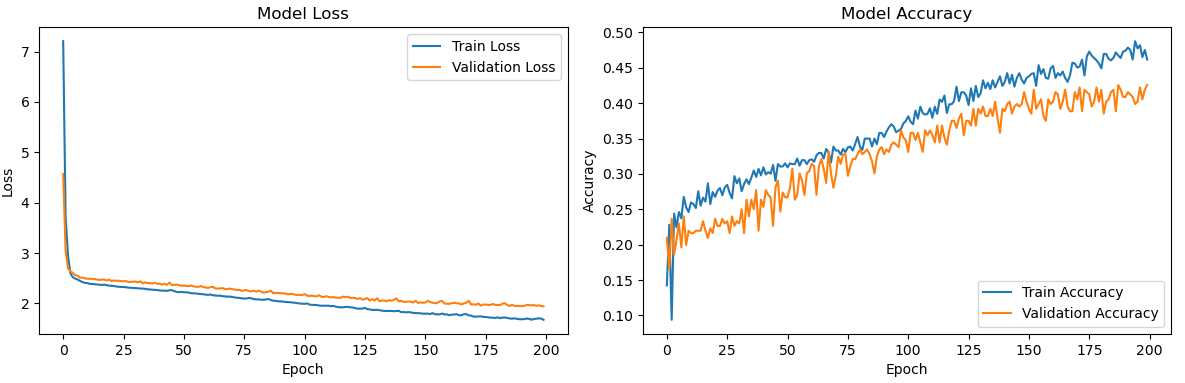 Model Loss
7
6
5
4
3
2
Loss
0 25 50 75 100 125 150 175 200
Epoch
Train Loss
Validation Loss
Model Accuracy
0.50
0.45
0.40
0.35
0.30
0.25
0.20
0.15
0.10
Accuracy
0 25 50 75 100 125 150 175 200
Epoch
Train Accuracy
Validation Accuracy